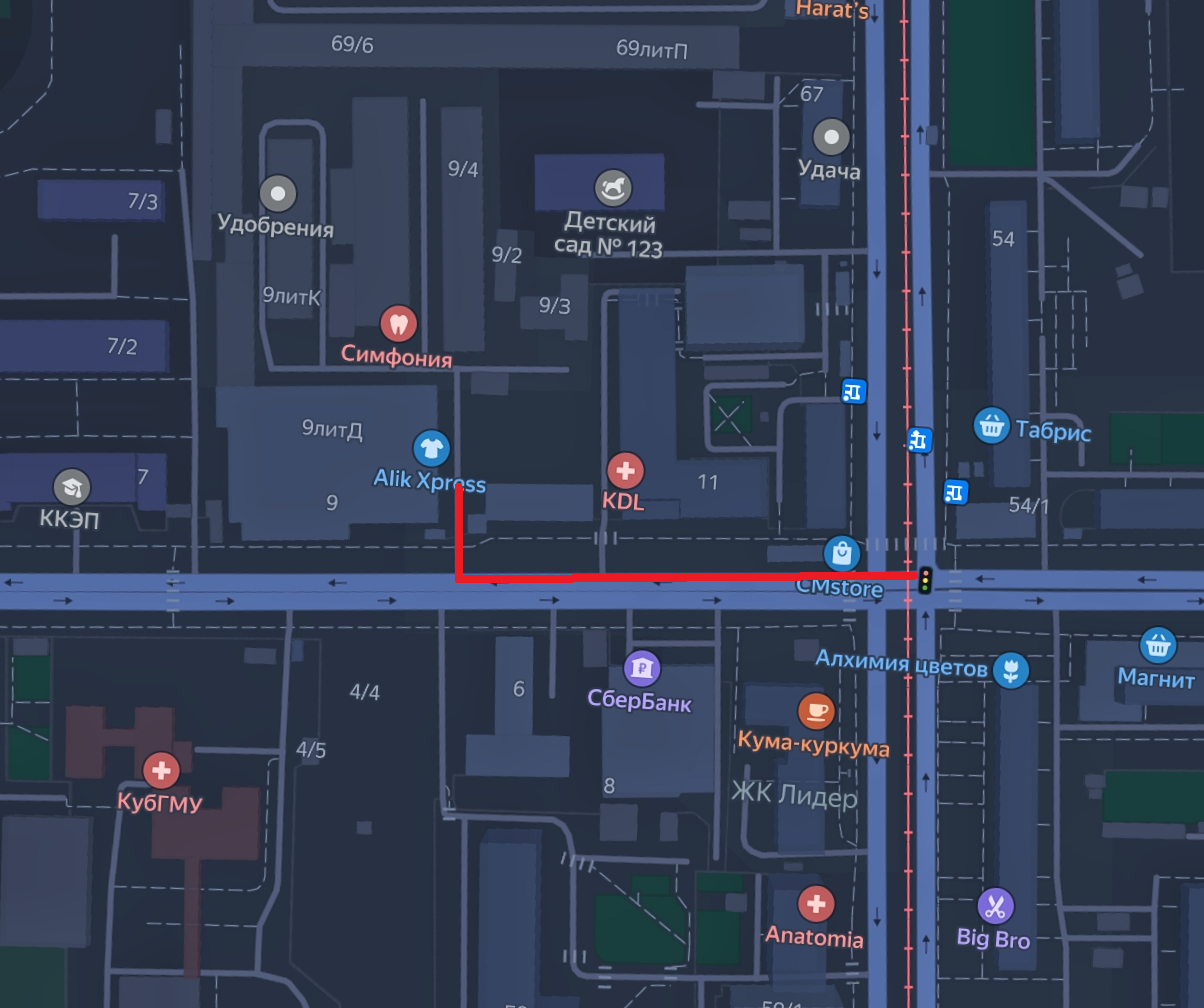 Harat's
69/6
69литП
67
Удача
9/4
7/3
Удобрения
Детский
сад № 123
54
9/2
9литК
9/3
7/2
Симфония
9литД
Табрис
Alik Xpress
7
11
9
KDL
54/1
ККЭП
CMstore
Алхимия цветов
Магнит
4/4
6
СберБанк
Кума-куркума
4/5
8
ЖК Лидер
КубГМУ
Anatomia
Big Bro